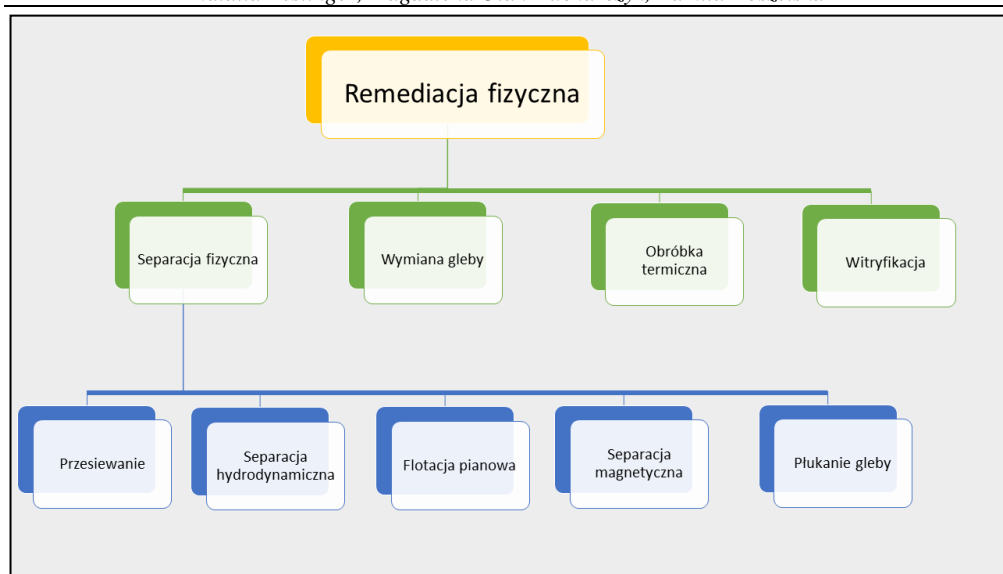 Remediacja fizyczna
Separacja fizyczna
Wymiana gleby
Obróbka
termiczna
Witryfikacja
Przesiewanie
Separacja
hydrodynamiczna
Flotacja pianowa
Separacja
magnetyczna
Płukanie gleby